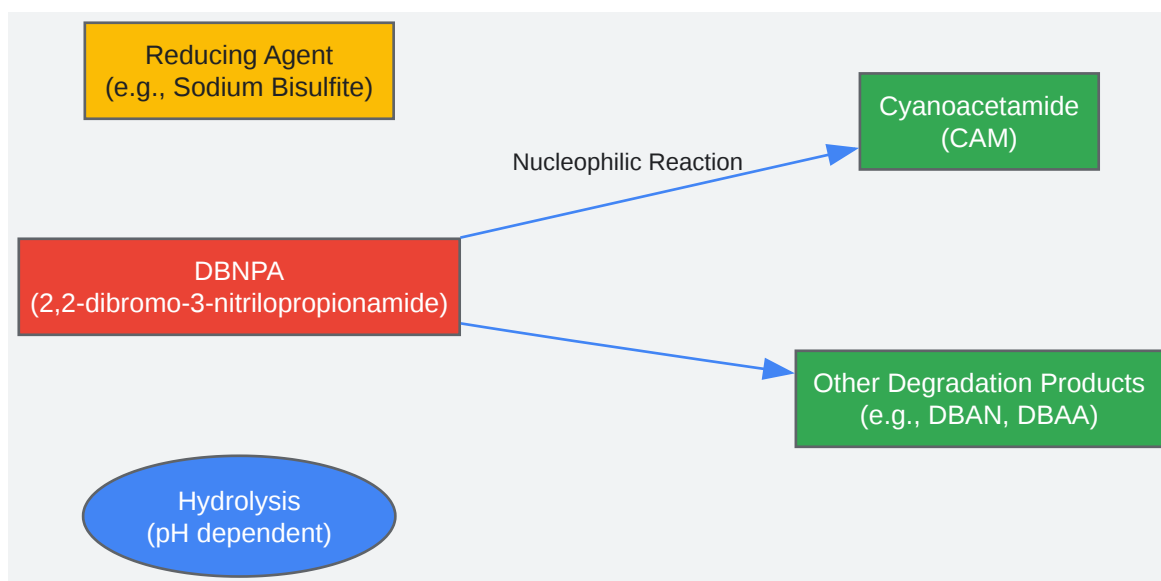 Reducing Agent
(e.g., Sodium Bisulfite)
Cyanoacetamide
(CAM)
Nucleophilic Reaction
DBNPA
(2,2-dibromo-3-nitrilopropionamide)
Other Degradation Products
(e.g., DBAN, DBAA)
Hydrolysis
(pH dependent)